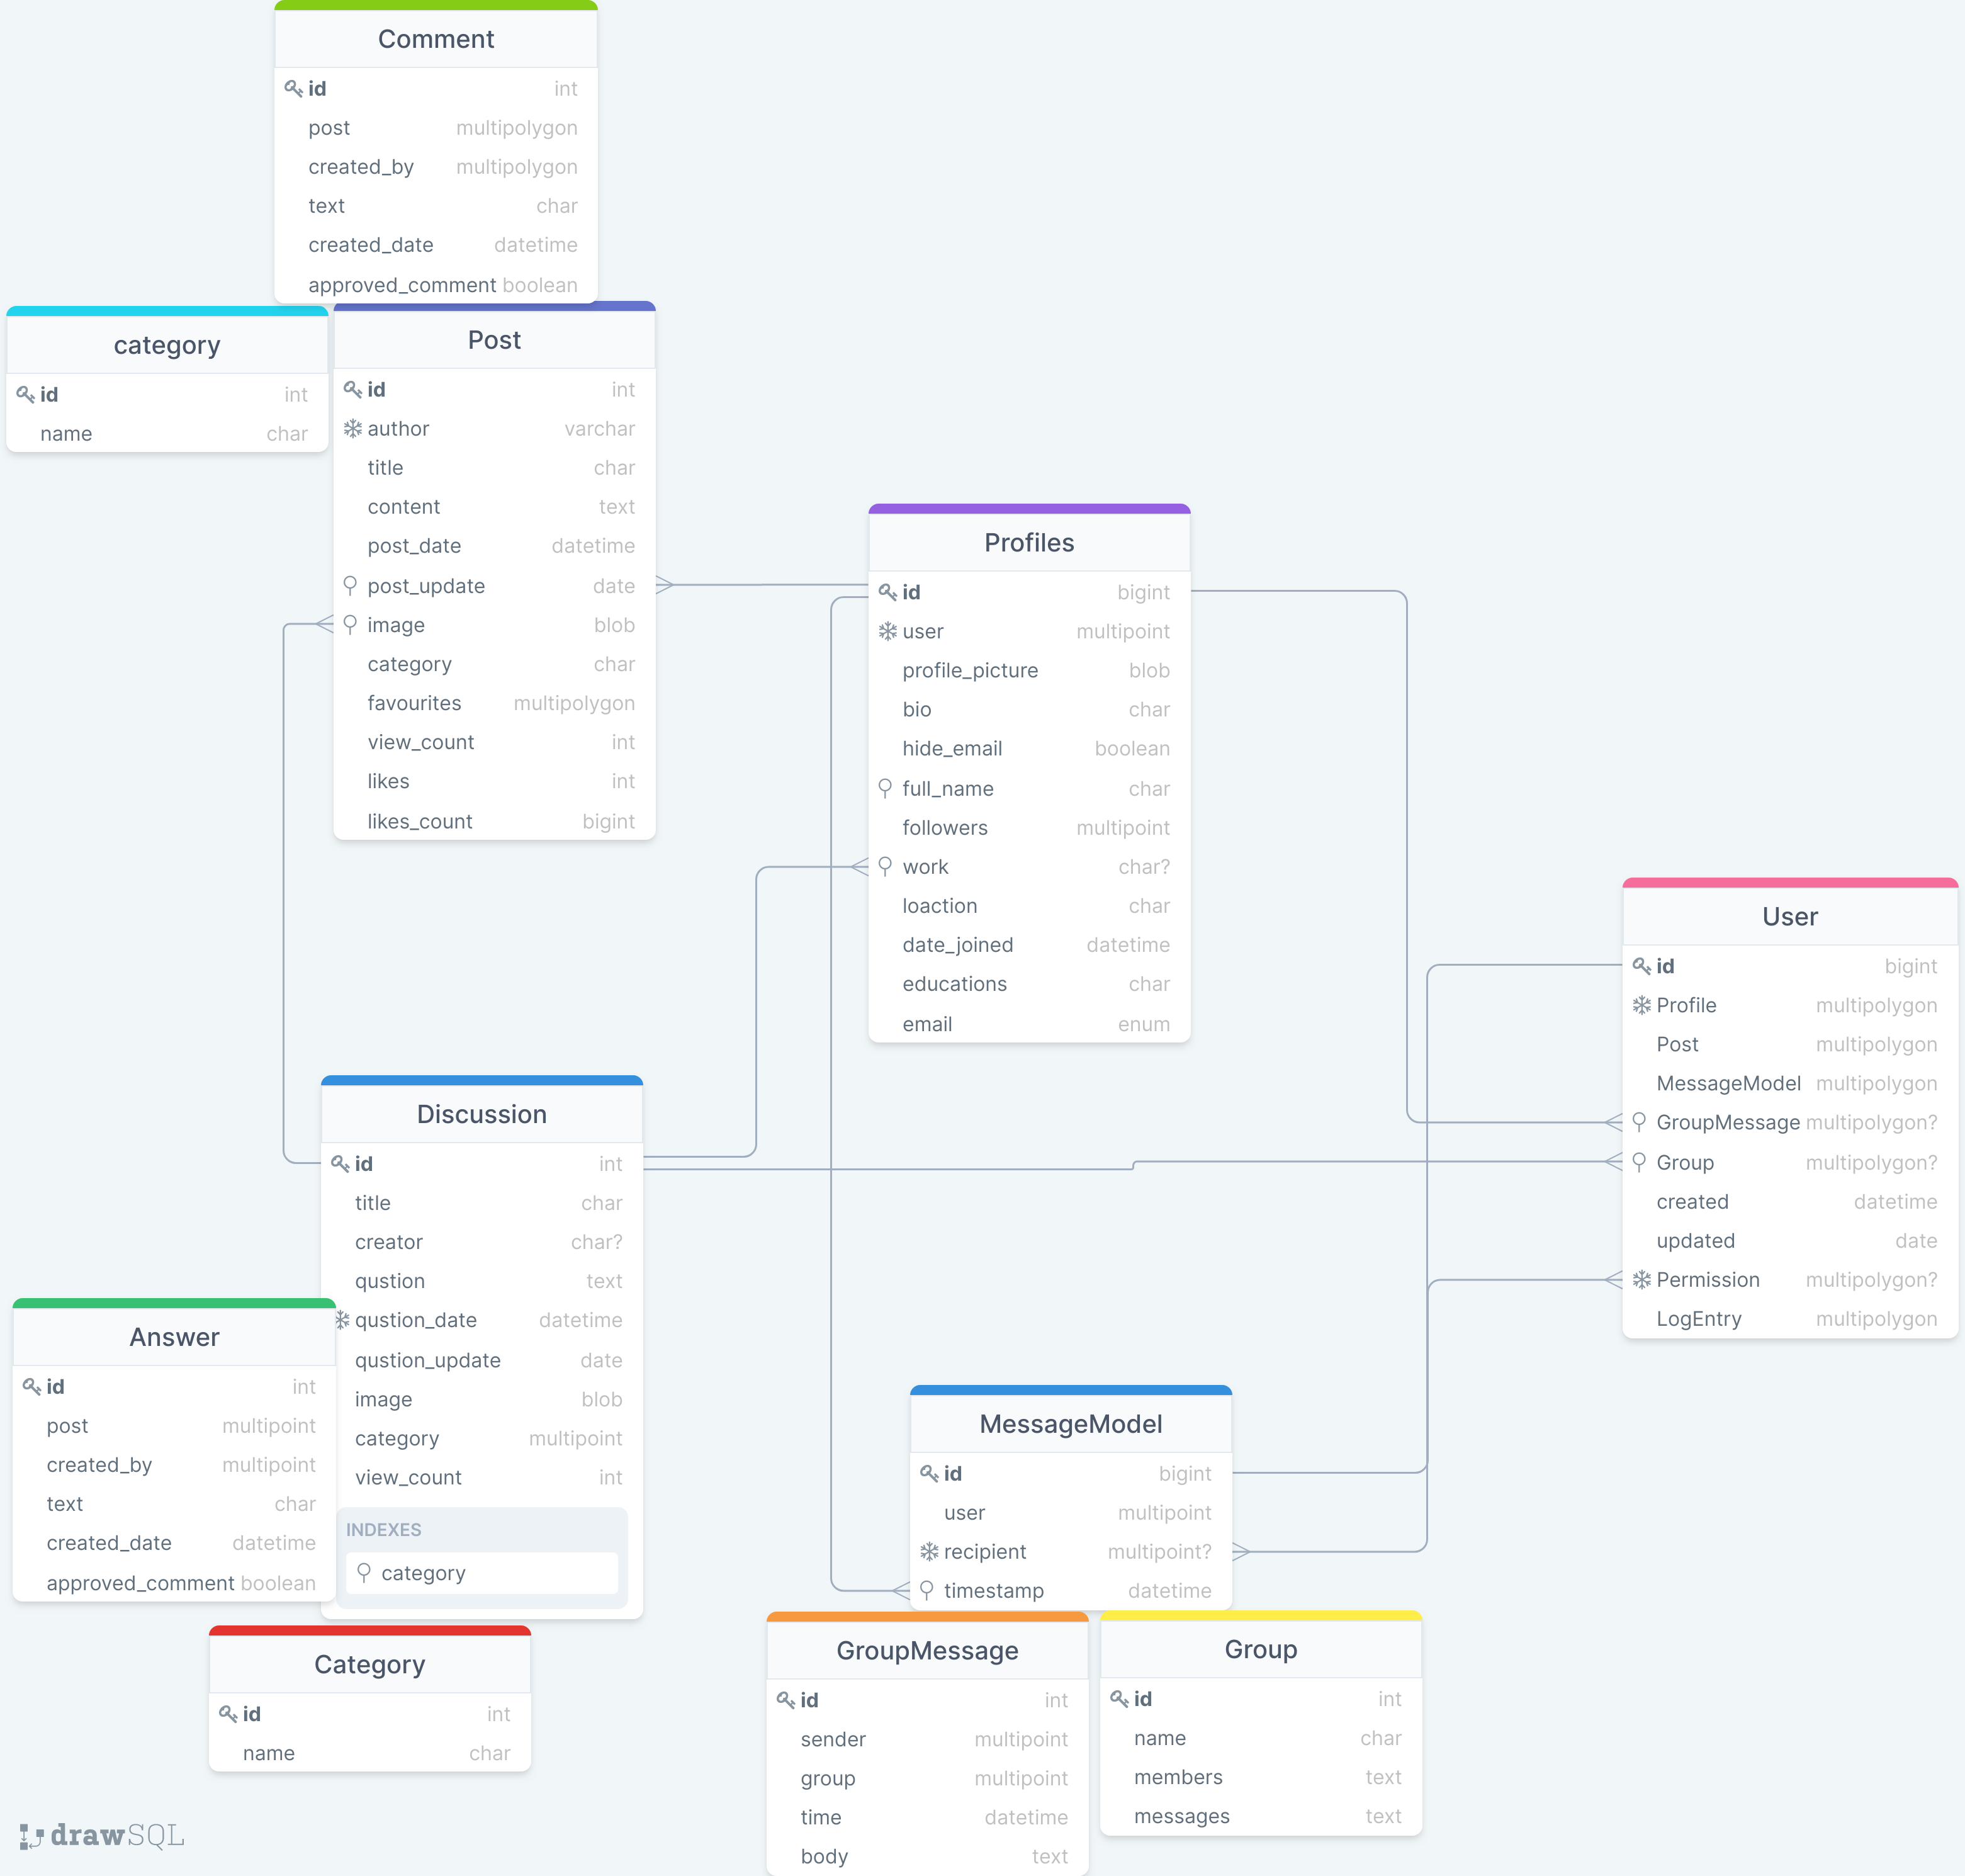 Comment
id int
post multipolygon
created_by multipolygon
text char
created_date datetime
approved_comment boolean
category
id int
name char
Post
id int
author varchar
title char
content text
post_date datetime
post_update date
image blob
category char
favourites multipolygon
view_count int
likes int
likes_count bigint
Profiles
id bigint
user multipoint
profile_picture blob
bio char
hide_email boolean
full_name char
followers multipoint
work char?
loaction char
date_joined datetime
educations char
email enum
User
id bigint
Profile multipolygon
Post multipolygon
MessageModel multipolygon
GroupMessage multipolygon?
Group multipolygon?
created datetime
updated date
Permission multipolygon?
LogEntry multipolygon
Discussion
id int
title char
creator char?
qustion text
qustion_date datetime
qustion_update date
image blob
category multipoint
view_count int
INDEXES
category
Answer
id int
post multipoint
created_by multipoint
text char
created_date datetime
approved_comment boolean
MessageModel
id bigint
user multipoint
recipient multipoint?
timestamp datetime
Category
id int
name char
GroupMessage
id int
sender multipoint
group multipoint
time datetime
body text
Group
id int
name char
members text
messages text
drawSQL